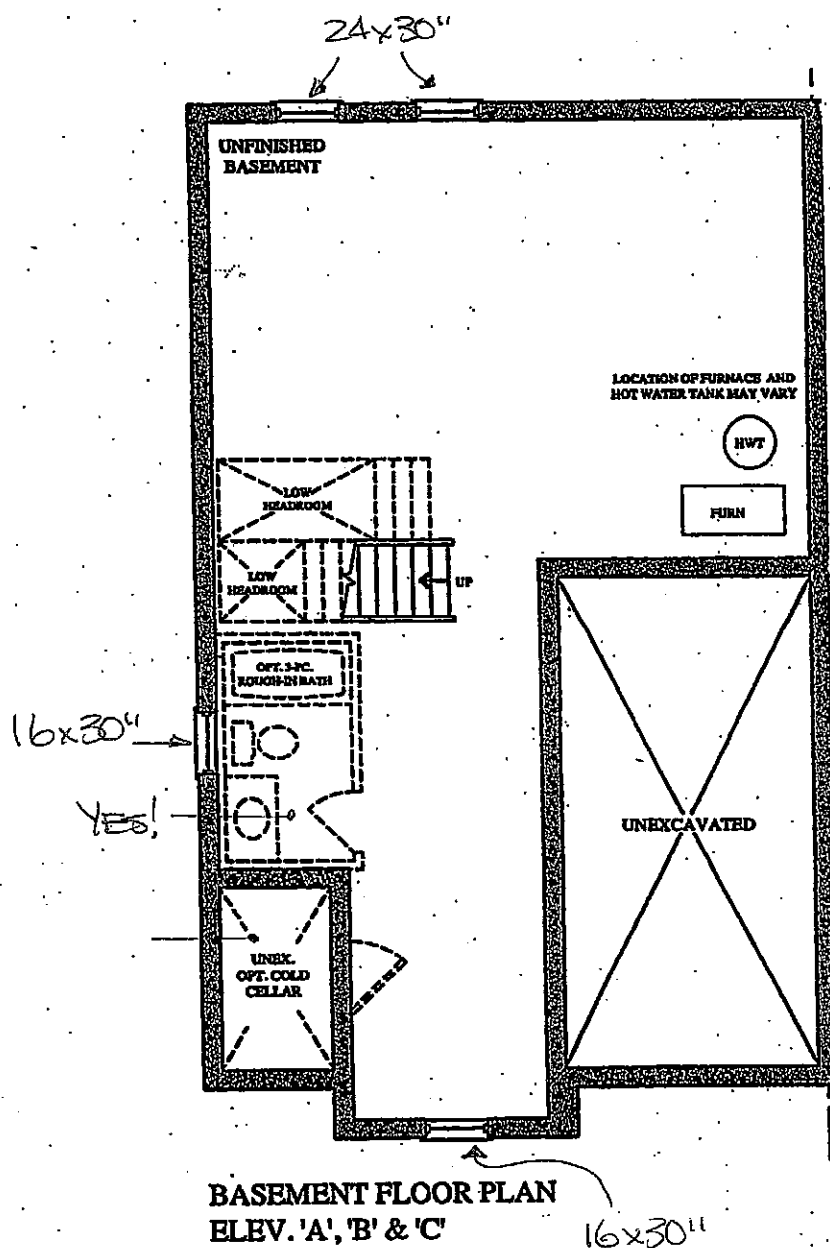 24x30"
UNFINISHED
BASEMENT
LOCATION OF FURNACE AND
HOT WATER TANK MAY VARY
HWT
FURN
LOW
HEADROOM
LOW
HEADROOM
UP
OPT. 3-PC.
ROUGH-IN BATH
16x30"
YES!
UNEXCAVATED
UNEX.
OPT. COLD
CELLAR
BASEMENT FLOOR PLAN
ELEV. 'A', 'B' & 'C'
16x30"